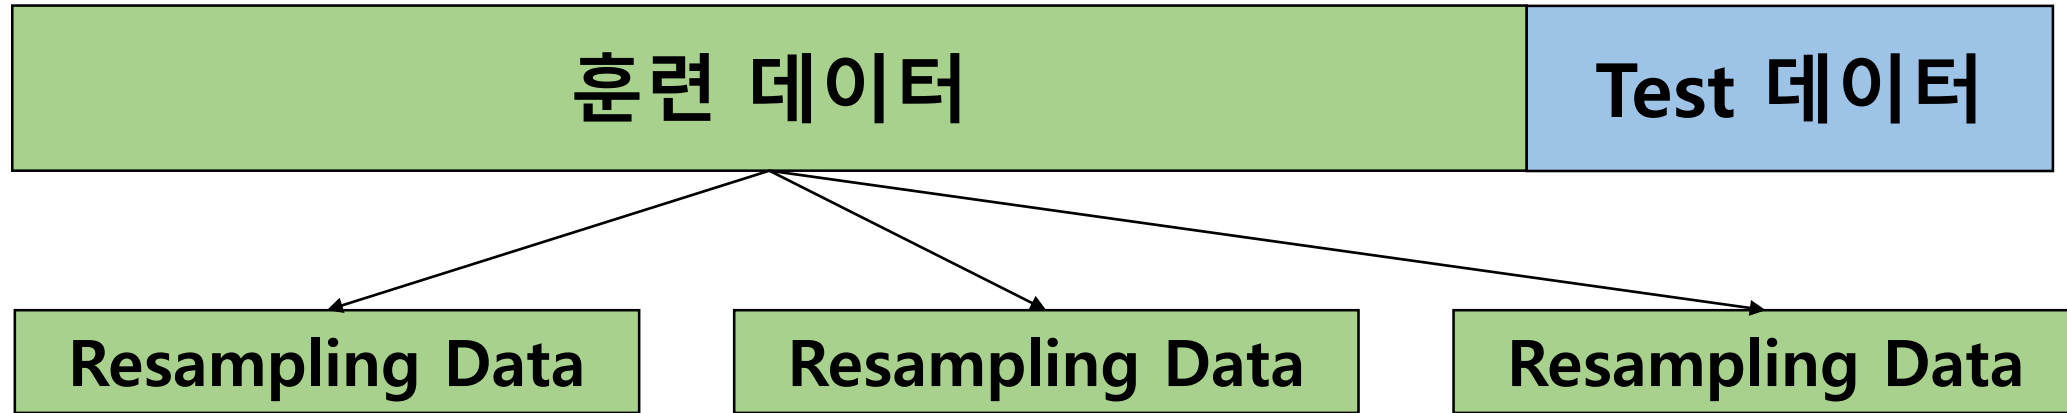 훈련 데이터
Test 데이터
Resampling Data
Resampling Data
Resampling Data